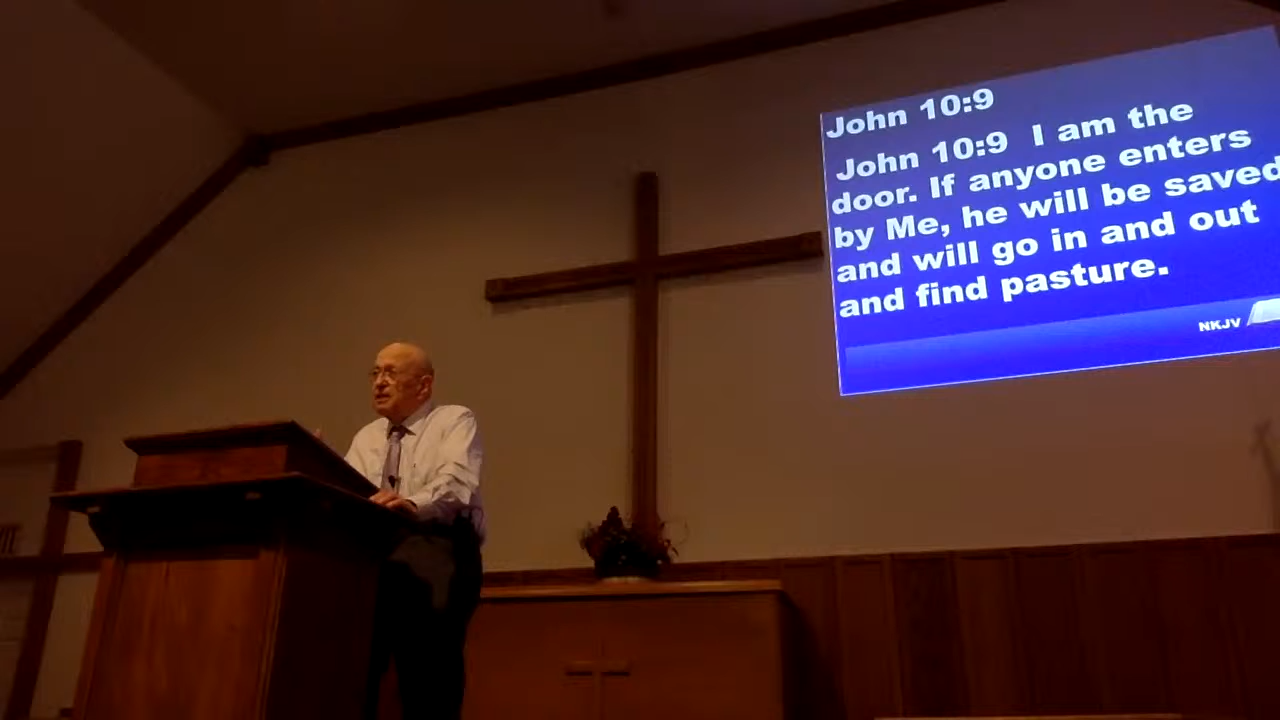 John 10:9
John 10:9 I am the
door. If anyone enters
by Me, he will be saved
and will go in and out
and find pasture.
NKJV